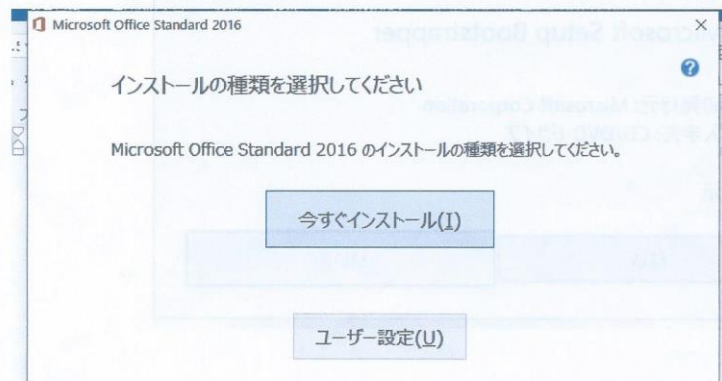 Microsoft Office Standard 2016
インストールの種類を選択してください
Microsoft Office Standard 2016 のインストールの種類を選択してください。
今すぐインストール(I)
ユーザー設定(U)
Microsoft Setup Bootstrapper